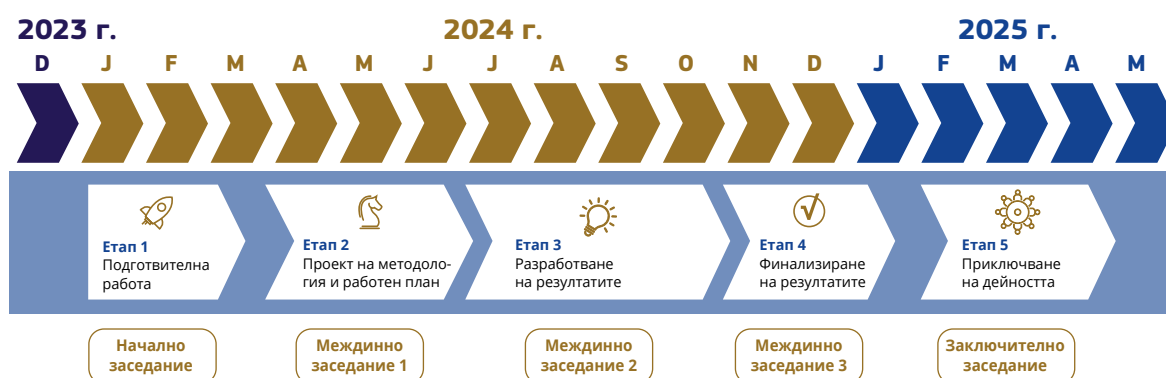 2023 г. 2024 г. 2025 г.
D J F M A M J J A S O N D J F M A M
Етап 1
Подготвителна
работа
Етап 2
Проект на методоло-
гия и работен план
Етап 3
Разработване
на резултатите
Етап 4
Финализиране
на резултатите
Етап 5
Приключване
на дейността
Начално
заседание
Междинно
заседание 1
Междинно
заседание 2
Междинно
заседание 3
Заключително
заседание